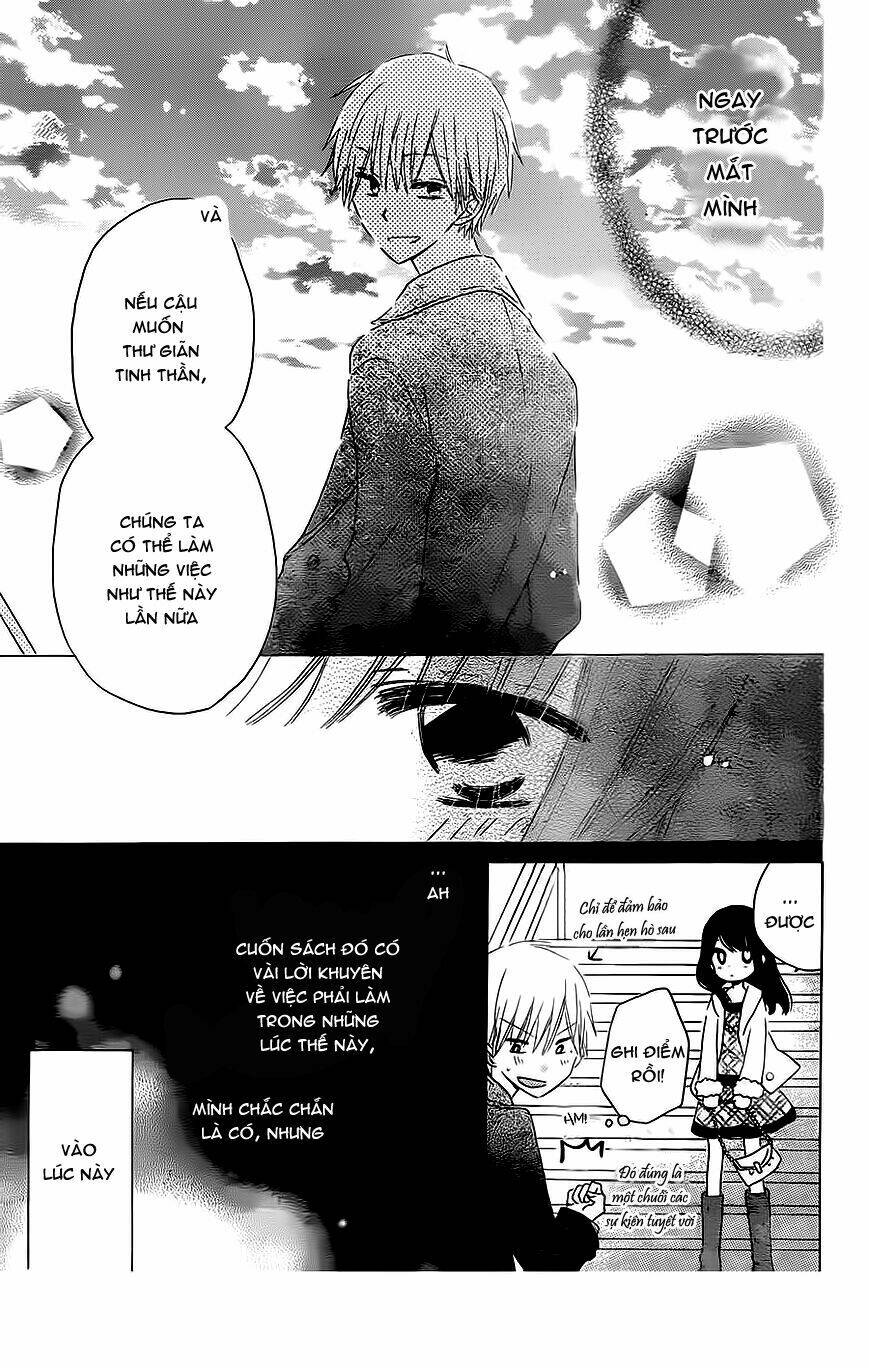 NGAY
TRƯỚC
MẮT
MÌNH
VÀ
NẾU CẬU
MUỐN
THƯ GIÃN
TINH THẦN,
CHÚNG TA
CÓ THỂ LÀM
NHỮNG VIỆC
NHƯ THẾ NÀY
LẦN NỮA
...
ĐƯỢC
Chỉ để đảm bảo
cho lần hẹn hò sau
GHI ĐIỂM
RỒI!
ẦM!
Đó đúng là
một chuỗi các
sự kiện tuyệt vời
...
AH
CUỐN SÁCH ĐÓ CÓ
VÀI LỜI KHUYÊN
VỀ VIỆC PHẢI LÀM
TRONG NHỮNG
LÚC THẾ NÀY,
MÌNH CHẮC CHẮN
LÀ CÓ, NHƯNG
VÀO
LÚC NÀY